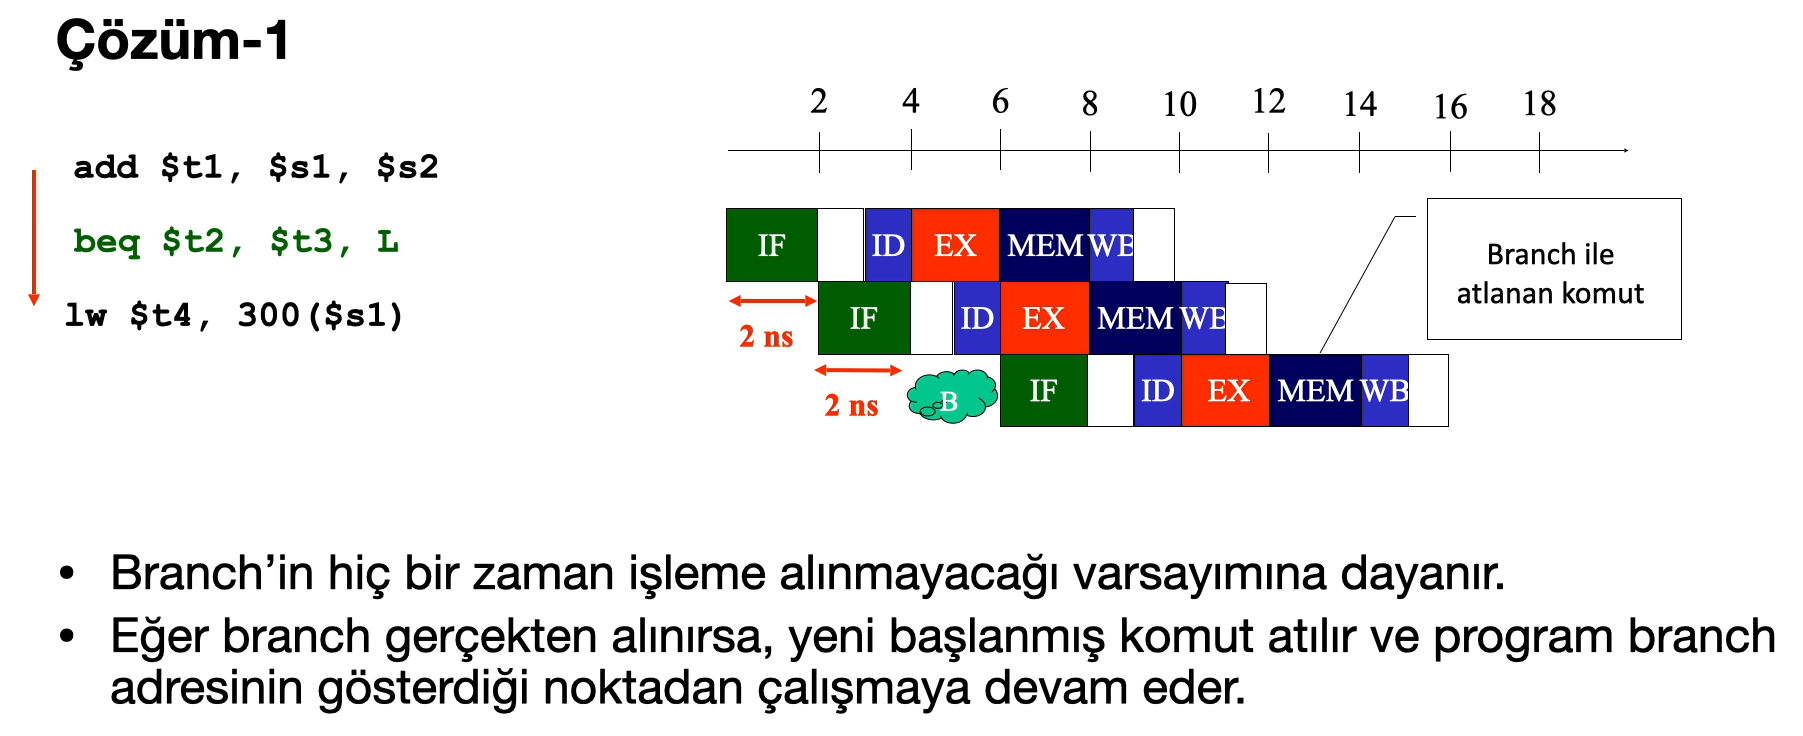 Çözüm-1
2 4 6 8 10 12 14 16 18
add $t1, $s1, $s2
beq $t2, $t3, L
lw $t4, 300($s1)
IF ID EX MEM WB
2 ns
IF ID EX MEM WB
2 ns
B
IF ID EX MEM WB
Branch ile
atlanan komut
• Branch’in hiç bir zaman işleme alınmayacağı varsayımına dayanır.
• Eğer branch gerçekten alınırsa, yeni başlanmış komut atılır ve program branch
adresinin gösterdiği noktadan çalışmaya devam eder.